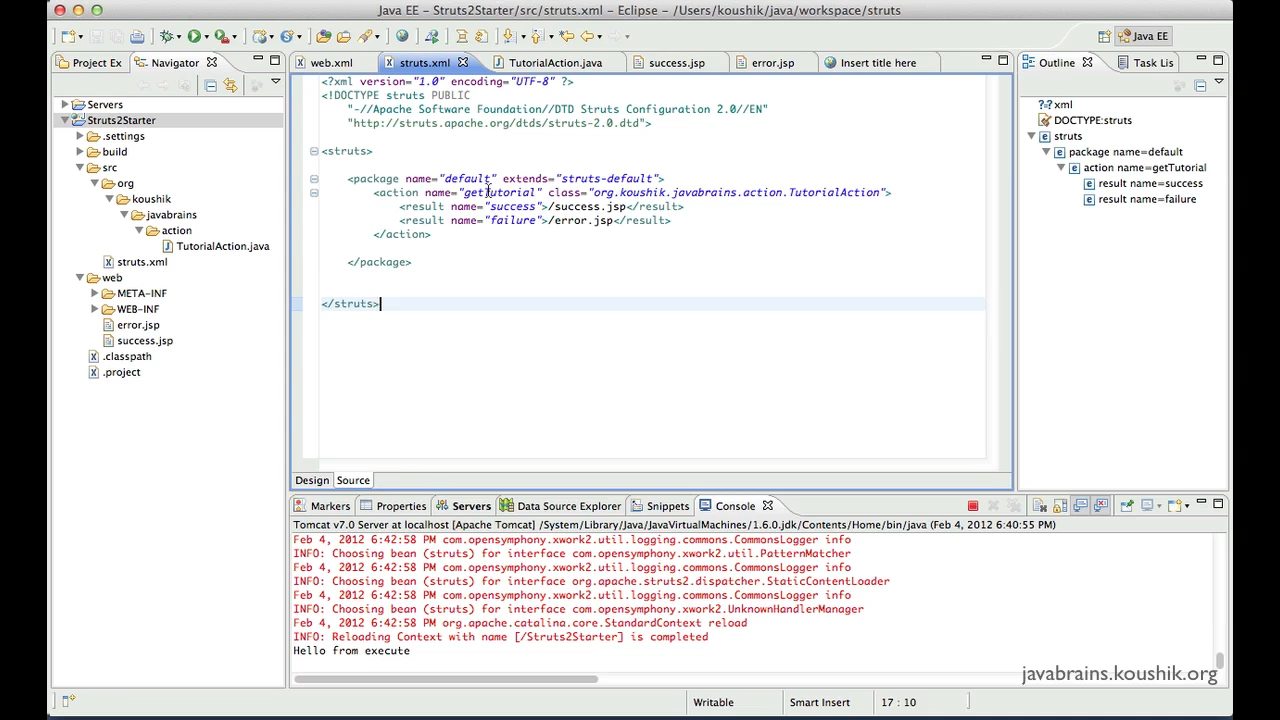 Java EE – Struts2Starter/src/struts.xml – Eclipse – /Users/koushik/java/workspace/struts
Java EE
Project Ex
Navigator
Servers
Struts2Starter
.settings
build
src
org
koushik
javabrains
action
TutorialAction.java
struts.xml
web
META-INF
WEB-INF
error.jsp
success.jsp
.classpath
.project
web.xml
struts.xml
TutorialAction.java
success.jsp
error.jsp
Insert title here
<?xml version="1.0" encoding="UTF-8" ?>
<!DOCTYPE struts PUBLIC
"-//Apache Software Foundation//DTD Struts Configuration 2.0//EN"
"http://struts.apache.org/dtds/struts-2.0.dtd">
<struts>
<package name="default" extends="struts-default">
<action name="getTutorial" class="org.koushik.javabrains.action.TutorialAction">
<result name="success">/success.jsp</result>
<result name="failure">/error.jsp</result>
</action>
</package>
</struts>
Design
Source
Outline
Task Lis
xml
DOCTYPE:struts
struts
package name=default
action name=getTutorial
result name=success
result name=failure
Markers
Properties
Servers
Data Source Explorer
Snippets
Console
Tomcat v7.0 Server at localhost [Apache Tomcat] /System/Library/Java/JavaVirtualMachines/1.6.0.jdk/Contents/Home/bin/java (Feb 4, 2012 6:40:55 PM)
Feb 4, 2012 6:42:58 PM com.opensymphony.xwork2.util.logging.commons.CommonsLogger info
INFO: Choosing bean (struts) for interface com.opensymphony.xwork2.util.PatternMatcher
Feb 4, 2012 6:42:58 PM com.opensymphony.xwork2.util.logging.commons.CommonsLogger info
INFO: Choosing bean (struts) for interface org.apache.struts2.dispatcher.StaticContentLoader
Feb 4, 2012 6:42:58 PM com.opensymphony.xwork2.util.logging.commons.CommonsLogger info
INFO: Choosing bean (struts) for interface com.opensymphony.xwork2.UnknownHandlerManager
Feb 4, 2012 6:42:58 PM org.apache.catalina.core.StandardContext reload
INFO: Reloading Context with name [/Struts2Starter] is completed
Hello from execute
javabrains.koushik.org
Writable
Smart Insert
17 : 10